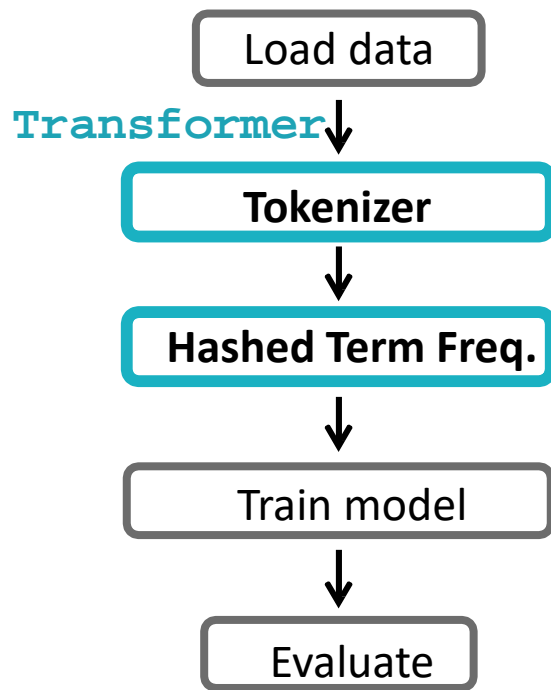 Load data
Transformer
Tokenizer
Hashed Term Freq.
Train model
Evaluate